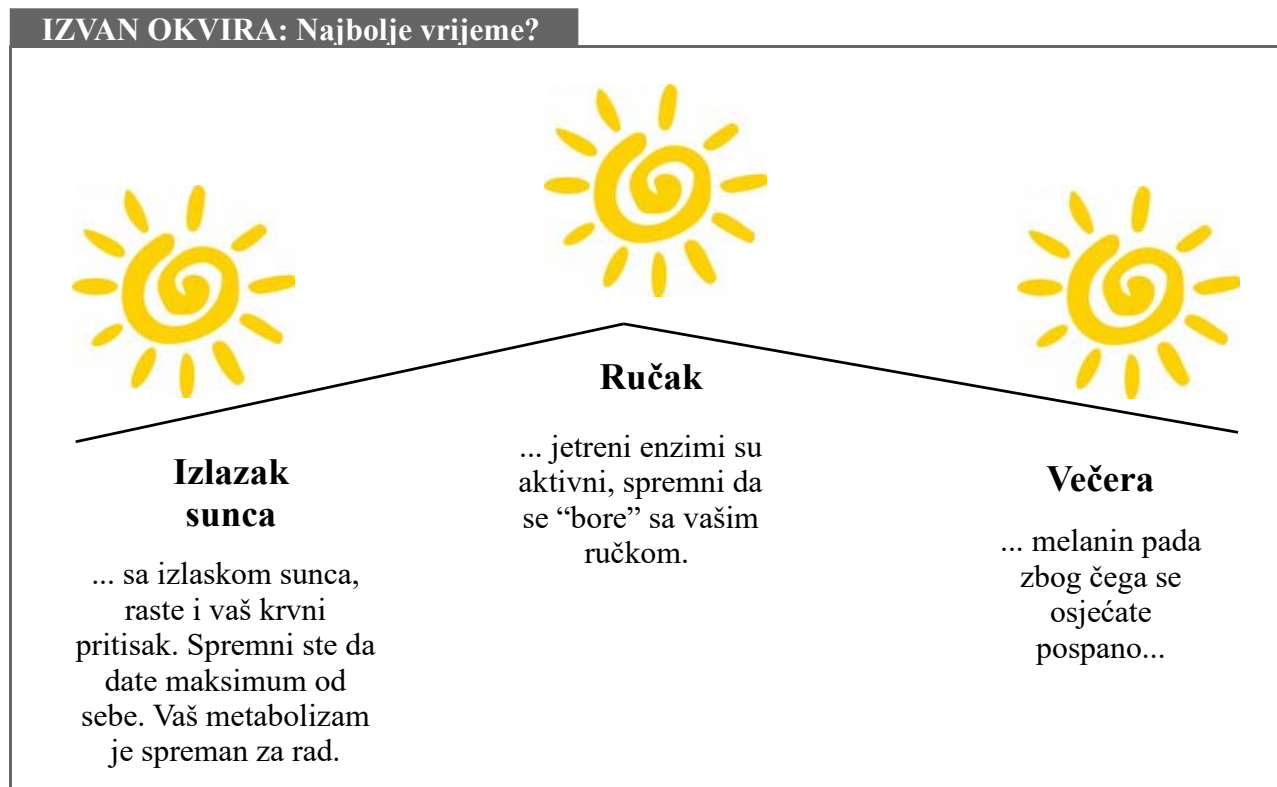 IZVAN OKVIRA: Najbolje vrijeme?
Izlazak
sunca
... sa izlaskom sunca,
raste i vaš krvni
pritisak. Spremni ste da
date maksimum od
sebe. Vaš metabolizam
je spreman za rad.
Ručak
... jetreni enzimi su
aktivni, spremni da
se “bore” sa vašim
ručkom.
Večera
... melanin pada
zbog čega se
osjećate
pospano...